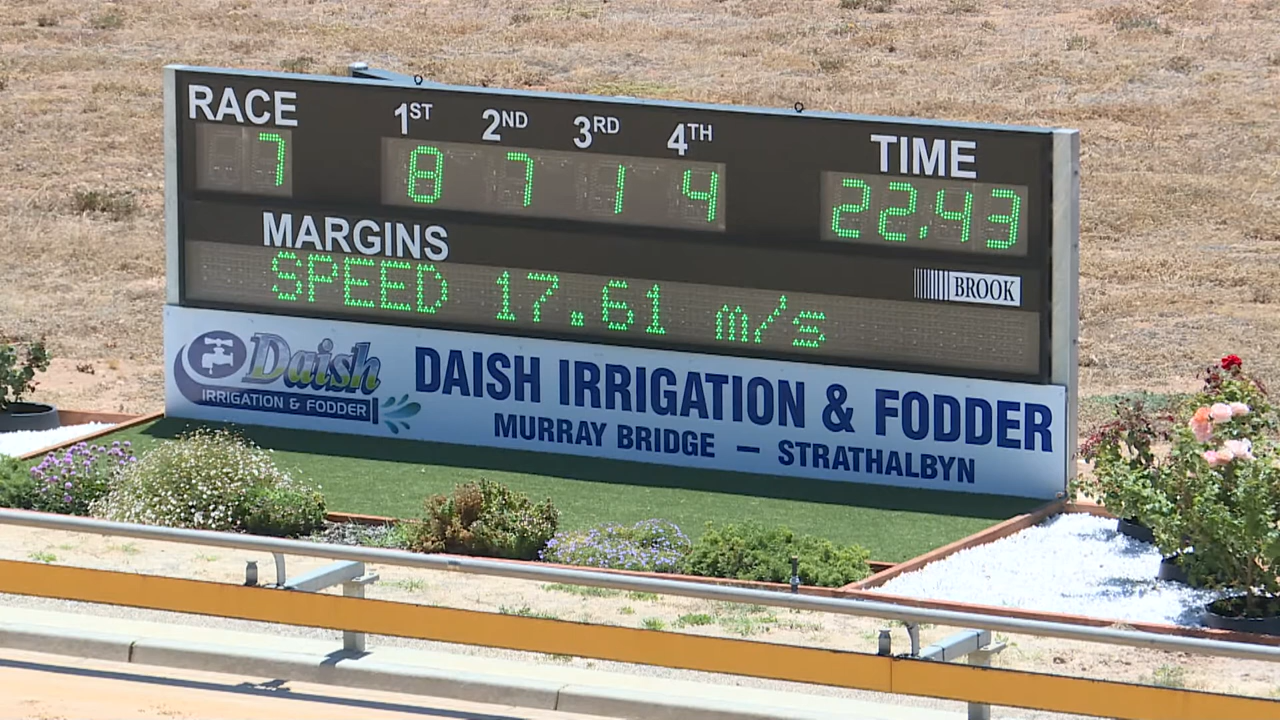 RACE 1ST 2ND 3RD 4TH TIME
7 8 7 1 4 22.43
MARGINS
BROOK
SPEED 17.61 m/s
Daish
IRRIGATION & FODDER
DAISH IRRIGATION & FODDER
MURRAY BRIDGE — STRATHALBYN